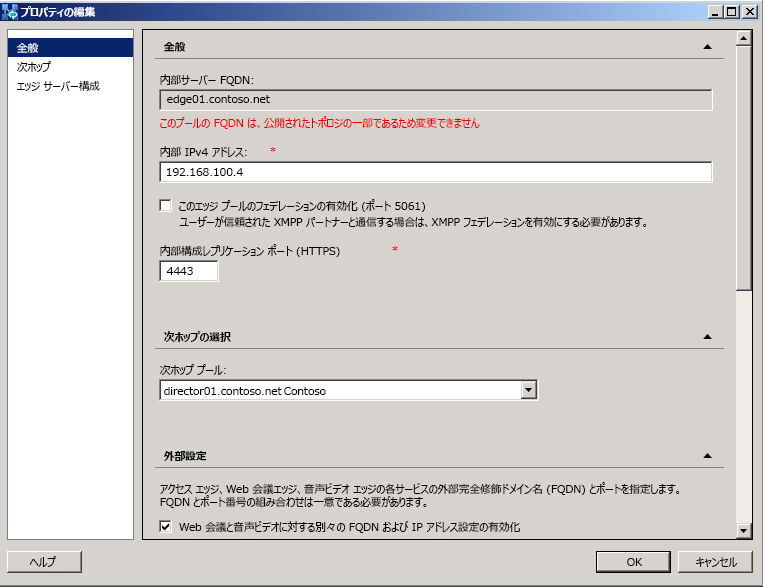 プロパティの編集
全般
次ホップ
エッジ サーバー構成
全般
内部サーバー FQDN:
edge01.contoso.net
このプールの FQDN は、公開されたトポロジの一部であるため変更できません
内部 IPv4 アドレス: *
192.168.100.4
このエッジ プールのフェデレーションの有効化 (ポート 5061)
ユーザーが信頼された XMPP パートナーと通信する場合は、XMPP フェデレーションを有効にする必要があります。
内部構成レプリケーション ポート (HTTPS) *
4443
次ホップの選択
次ホップ プール:
director01.contoso.net Contoso
外部設定
アクセス エッジ、Web 会議エッジ、音声ビデオ エッジの各サービスの外部完全修飾ドメイン名 (FQDN) とポートを指定します。
FQDN とポート番号の組み合わせは一意である必要があります。
Web 会議と音声ビデオに対する別々の FQDN および IP アドレス設定の有効化
ヘルプ
OK
キャンセル